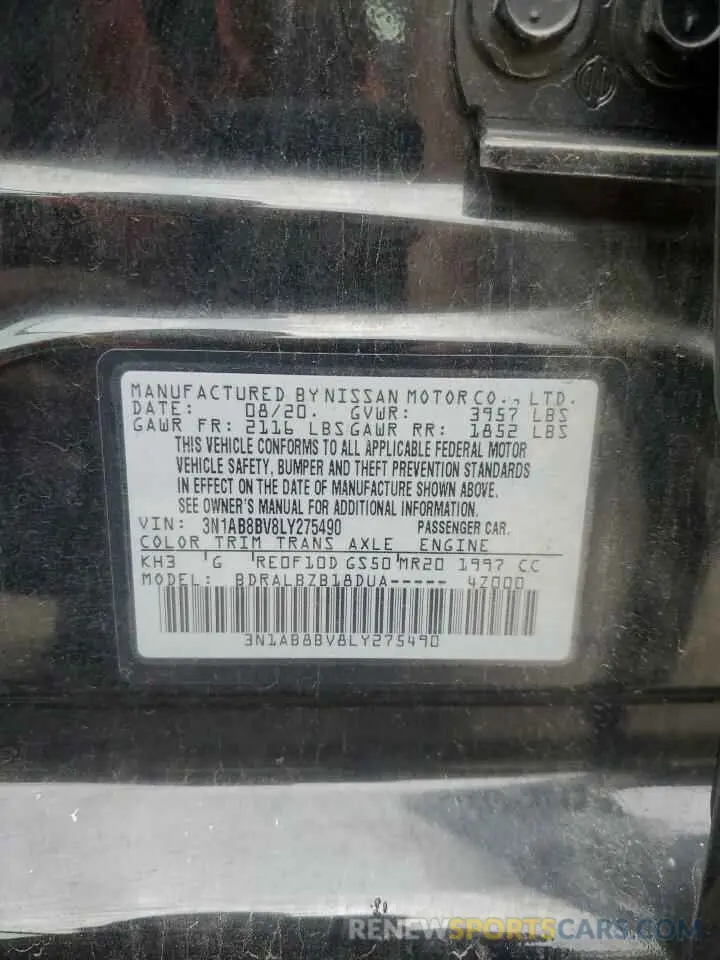 MANUFACTURED BY NISSAN MOTOR CO., LTD.
DATE: 08/20. GVWR: 3957 LBS
GAWR FR: 2116 LBS GAWR RR: 1852 LBS
THIS VEHICLE CONFORMS TO ALL APPLICABLE FEDERAL MOTOR
VEHICLE SAFETY, BUMPER AND THEFT PREVENTION STANDARDS
IN EFFECT ON THE DATE OF MANUFACTURE SHOWN ABOVE.
SEE OWNER'S MANUAL FOR ADDITIONAL INFORMATION.
VIN: 3N1AB8BV8LY275490 PASSENGER CAR.
COLOR TRIM TRANS AXLE ENGINE
KH3 G RE0F10D GS50 MR20 1997 CC
MODEL: BDRALBZB18DUA----- 4Z000
3N1AB8BV8LY275490
RENEWSPORTSCARS.COM